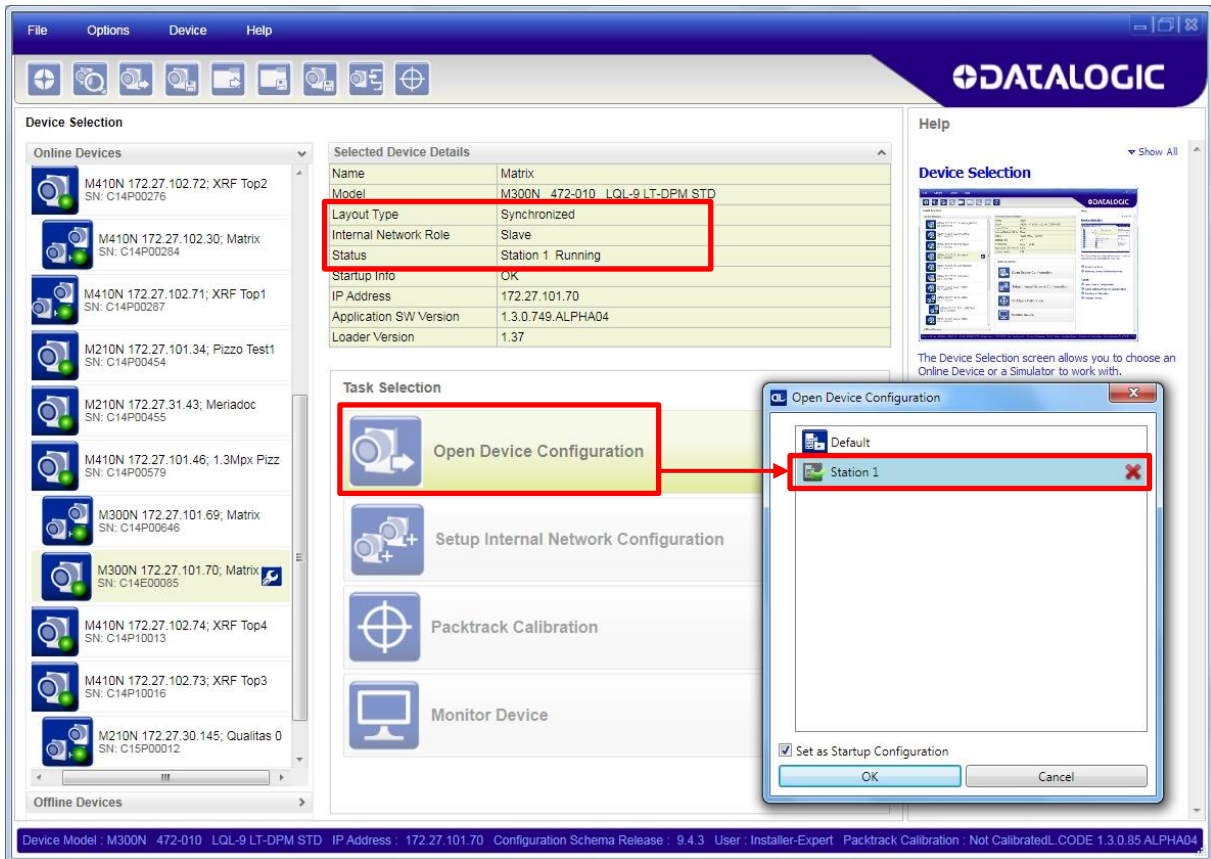 File Options Device Help
DATALOGIC
Device Selection
Online Devices
M410N 172.27.102.72; XRF Top2
SN: C14P00276
M410N 172.27.102.30; Matrix
SN: C14P00284
M410N 172.27.102.71; XRF Top1
SN: C14P00287
M210N 172.27.101.34; Pizzo Test1
SN: C14P00454
M210N 172.27.31.43; Meriadoc
SN: C14P00455
M410N 172.27.101.46; 1.3Mpx Pizz
SN: C14P00579
M300N 172.27.101.69; Matrix
SN: C14P00646
M300N 172.27.101.70; Matrix
SN: C14E00085
M410N 172.27.102.74; XRF Top4
SN: C14P10013
M410N 172.27.102.73; XRF Top3
SN: C14P10016
M210N 172.27.30.145; Qualitas 0
SN: C15P00012
Offline Devices
Selected Device Details
Name Matrix
Model M300N 472-010 LQL-9 LT-DPM STD
Layout Type Synchronized
Internal Network Role Slave
Status Station 1 Running
Startup Info OK
IP Address 172.27.101.70
Application SW Version 1.3.0.749.ALPHA04
Loader Version 1.37
Task Selection
Open Device Configuration
Setup Internal Network Configuration
Packtrack Calibration
Monitor Device
Help
Show All
Device Selection
The Device Selection screen allows you to choose an
Online Device or a Simulator to work with.
Open Device Configuration
Default
Station 1
Set as Startup Configuration
OK Cancel
Device Model : M300N 472-010 LQL-9 LT-DPM STD IP Address : 172.27.101.70 Configuration Schema Release : 9.4.3 User : Installer-Expert Packtrack Calibration : Not CalibratedL.CODE 1.3.0.85 ALPHA04